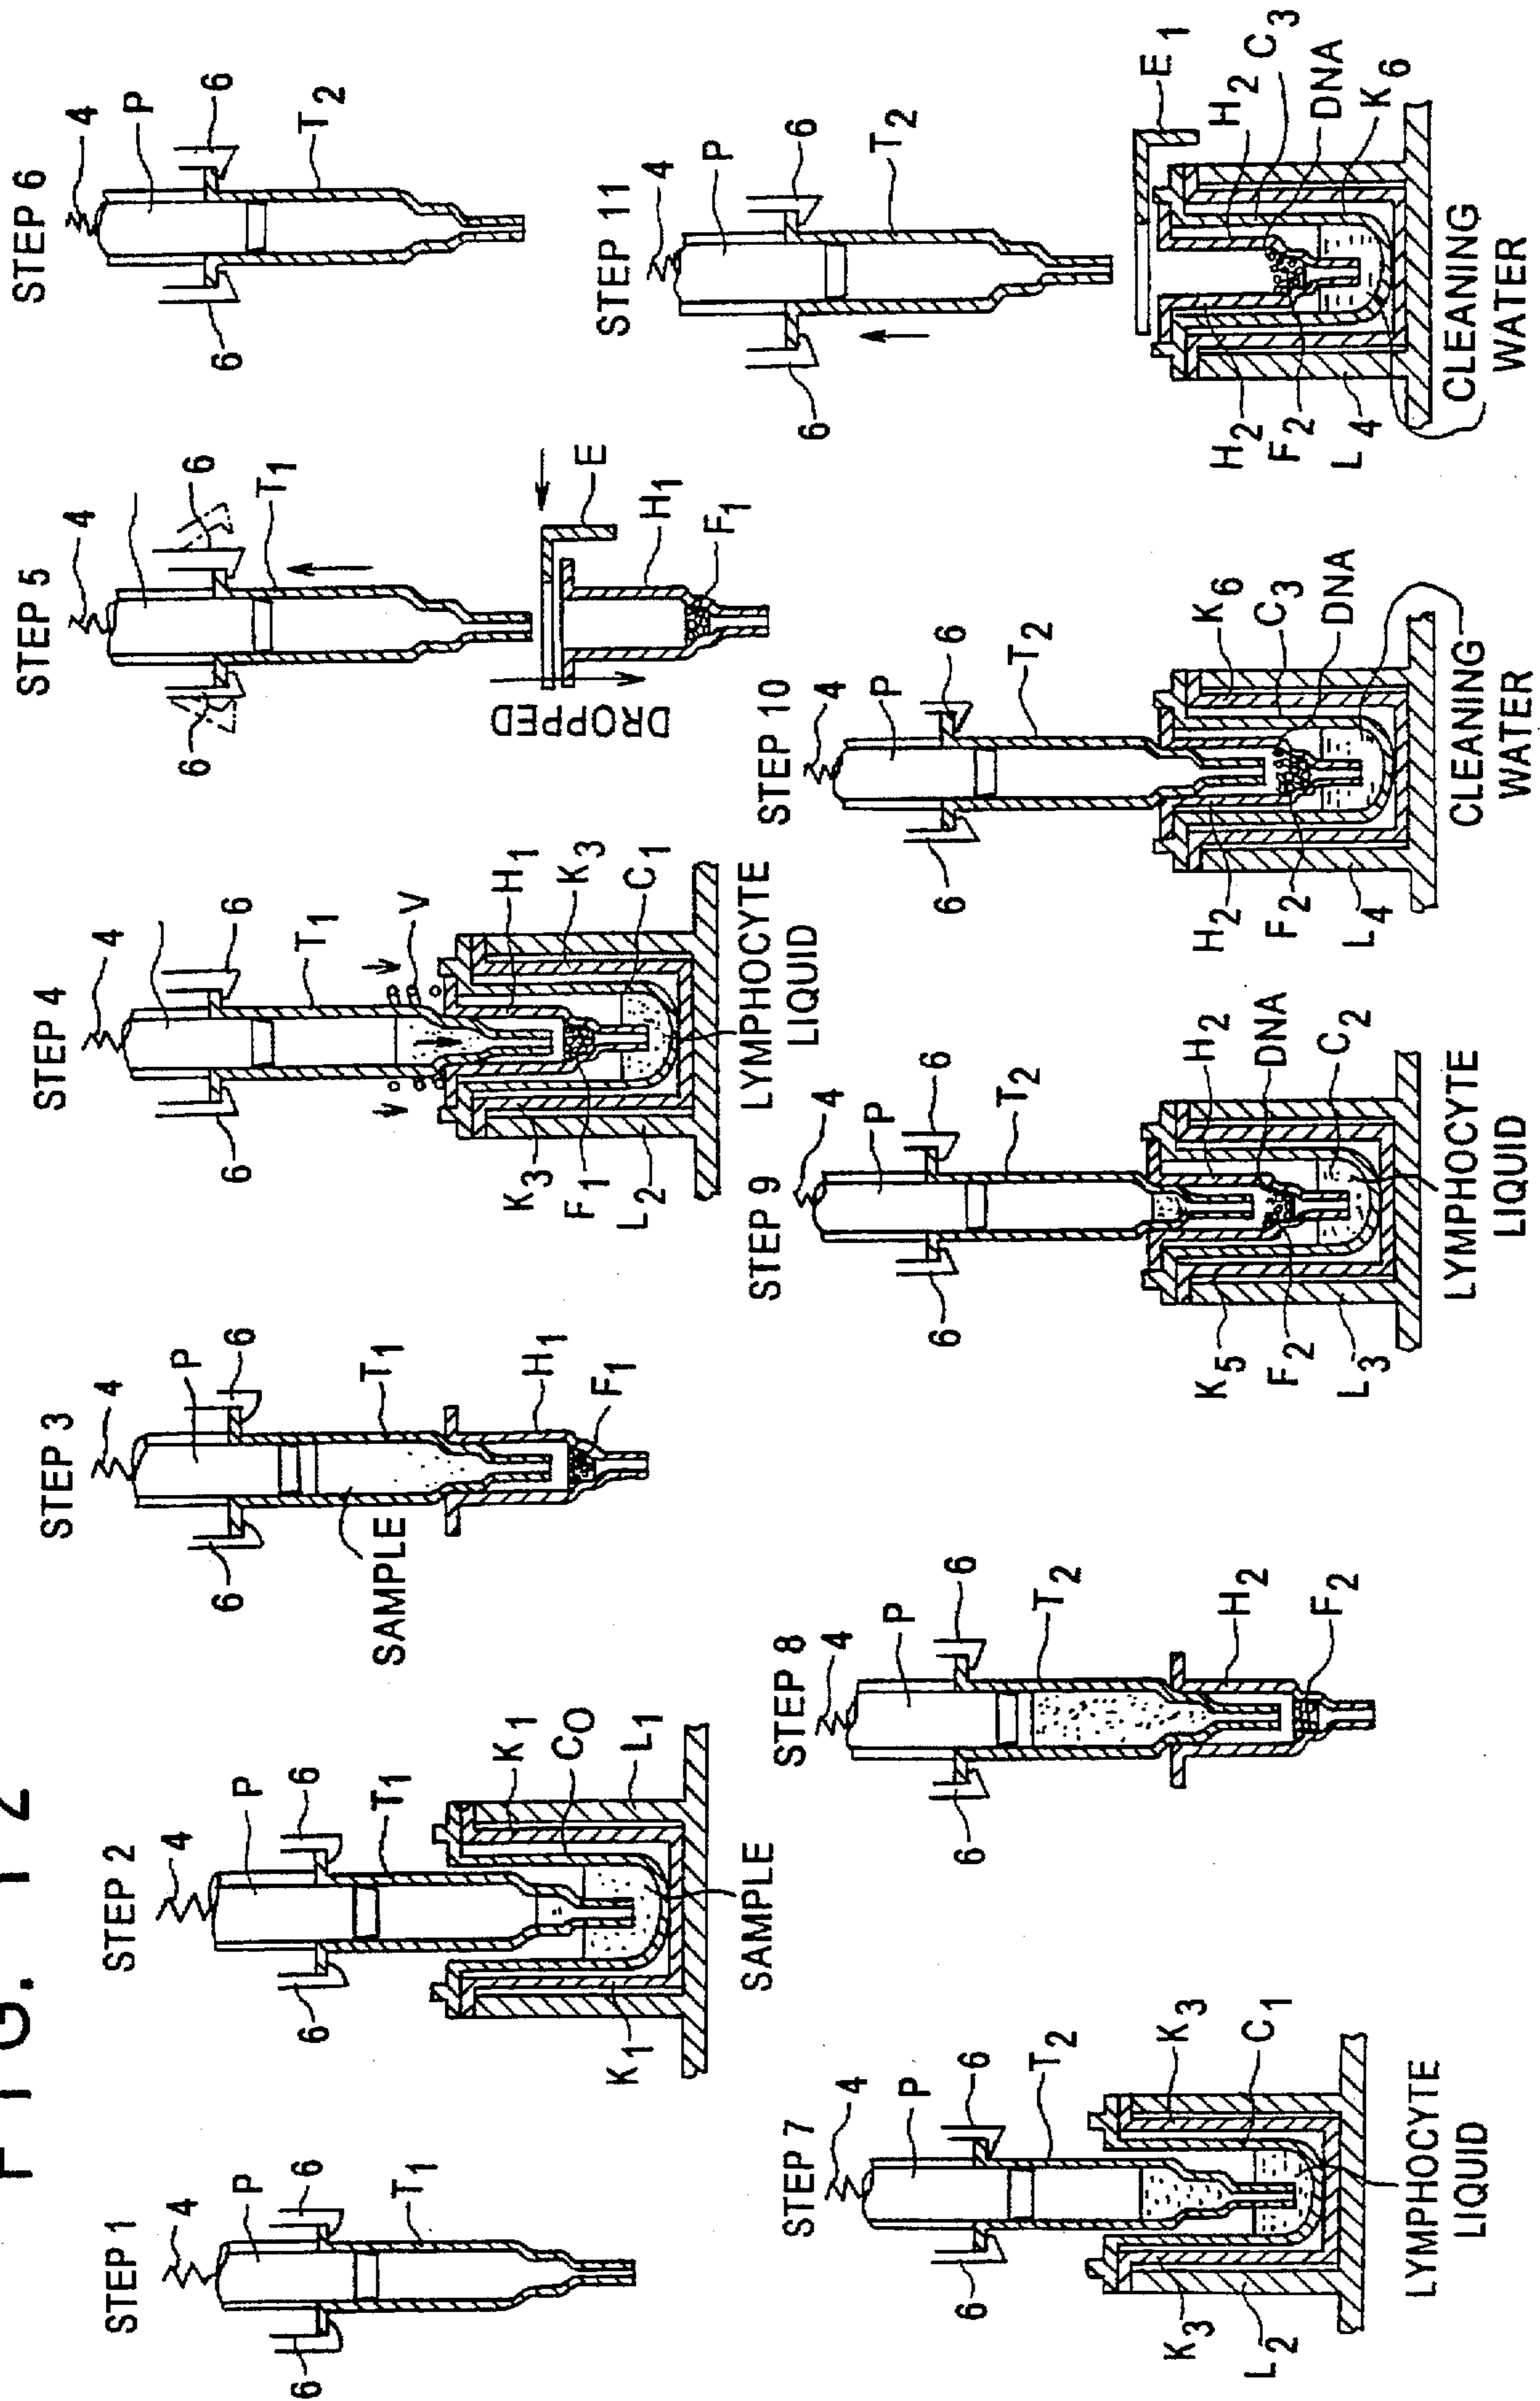 FIG. 12
STEP 1
4
P
6
6
T1
STEP 2
4
P
6
6
T1
K1
C0
L1
K1
SAMPLE
STEP 3
4
P
6
6
T1
SAMPLE
H1
F1
STEP 4
4
6
6
T1
V
H1
K3
C1
K3
F1
L2
LYMPHOCYTE
LIQUID
STEP 5
4
6
6
T1
E
DROPPED
H1
F1
STEP 6
4
P
6
6
T2
STEP 7
4
P
6
6
T2
K3
C1
K3
L2
LYMPHOCYTE
LIQUID
STEP 8
4
P
6
6
T2
H2
F2
STEP 9
4
P
6
6
T2
H2
DNA
C2
K5
F2
L3
LYMPHOCYTE
LIQUID
STEP 10
4
P
6
6
T2
K6
C3
DNA
H2
F2
L4
CLEANING
WATER
STEP 11
4
P
6
6
T2
E1
H2
C3
DNA
K6
H2
F2
L4
CLEANING
WATER